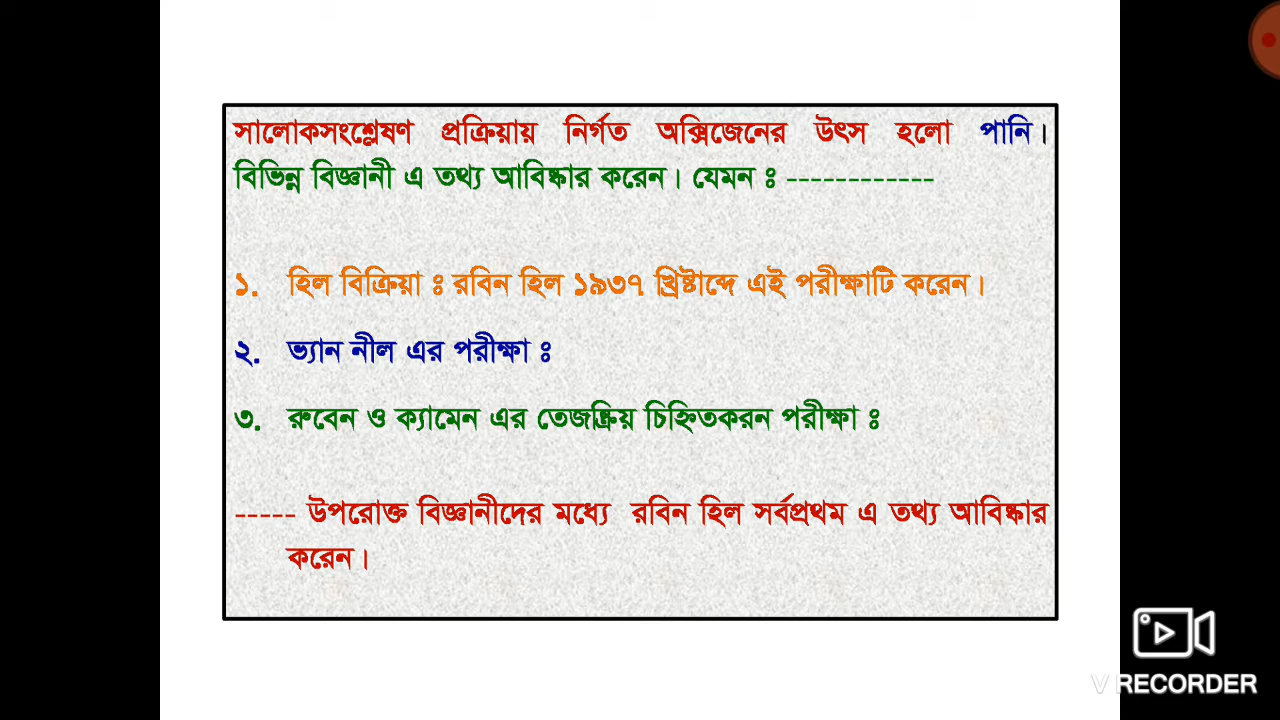 সালোকসংশ্লেষণ প্রক্রিয়ায় নির্গত অক্সিজেনের উৎস হলো পানি।
বিভিন্ন বিজ্ঞানী এ তথ্য আবিষ্কার করেন। যেমন ঃ ------------
১. হিল বিক্রিয়া ঃ রবিন হিল ১৯৩৭ খ্রিষ্টাব্দে এই পরীক্ষাটি করেন।
২. ভ্যান নীল এর পরীক্ষা ঃ
৩. রুবেন ও ক্যামেন এর তেজষ্ক্রিয় চিহ্নিতকরন পরীক্ষা ঃ
----- উপরোক্ত বিজ্ঞানীদের মধ্যে রবিন হিল সর্বপ্রথম এ তথ্য আবিষ্কার
করেন।
V RECORDER